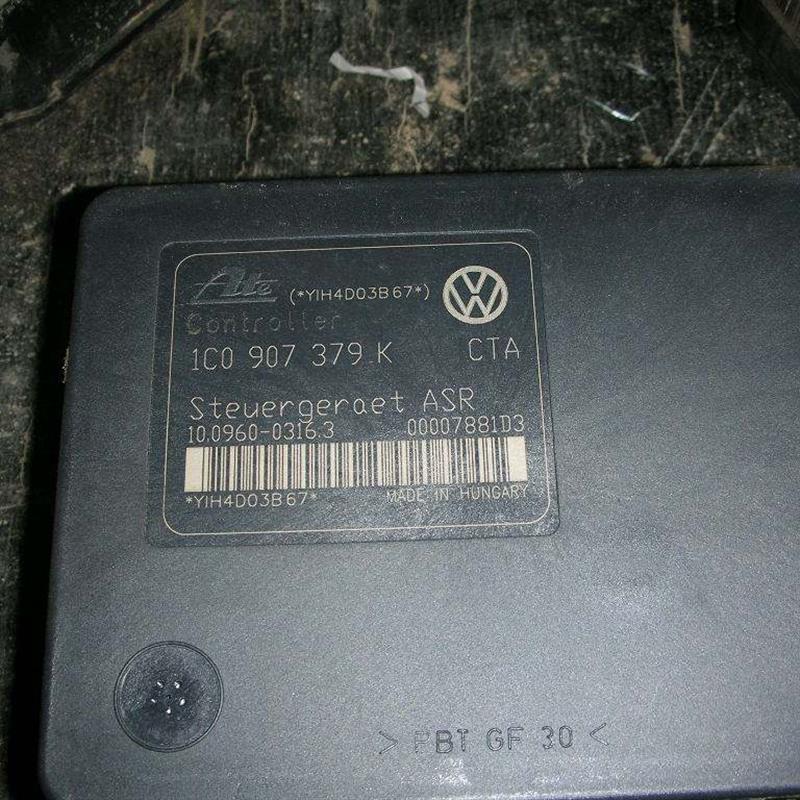 Ate (*YIH4D03B67*)
Controller
1C0 907 379 K CTA
Steuergeraet ASR
10.0960-0316.3 00007881D3
*YIH4D03B67* MADE IN HUNGARY
> PBT GF 30 <